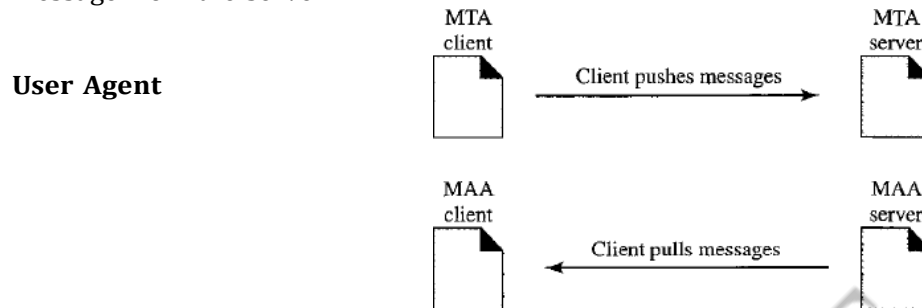 MTA
client
MTA
server
User Agent
Client pushes messages
MAA
client
MAA
server
Client pulls messages